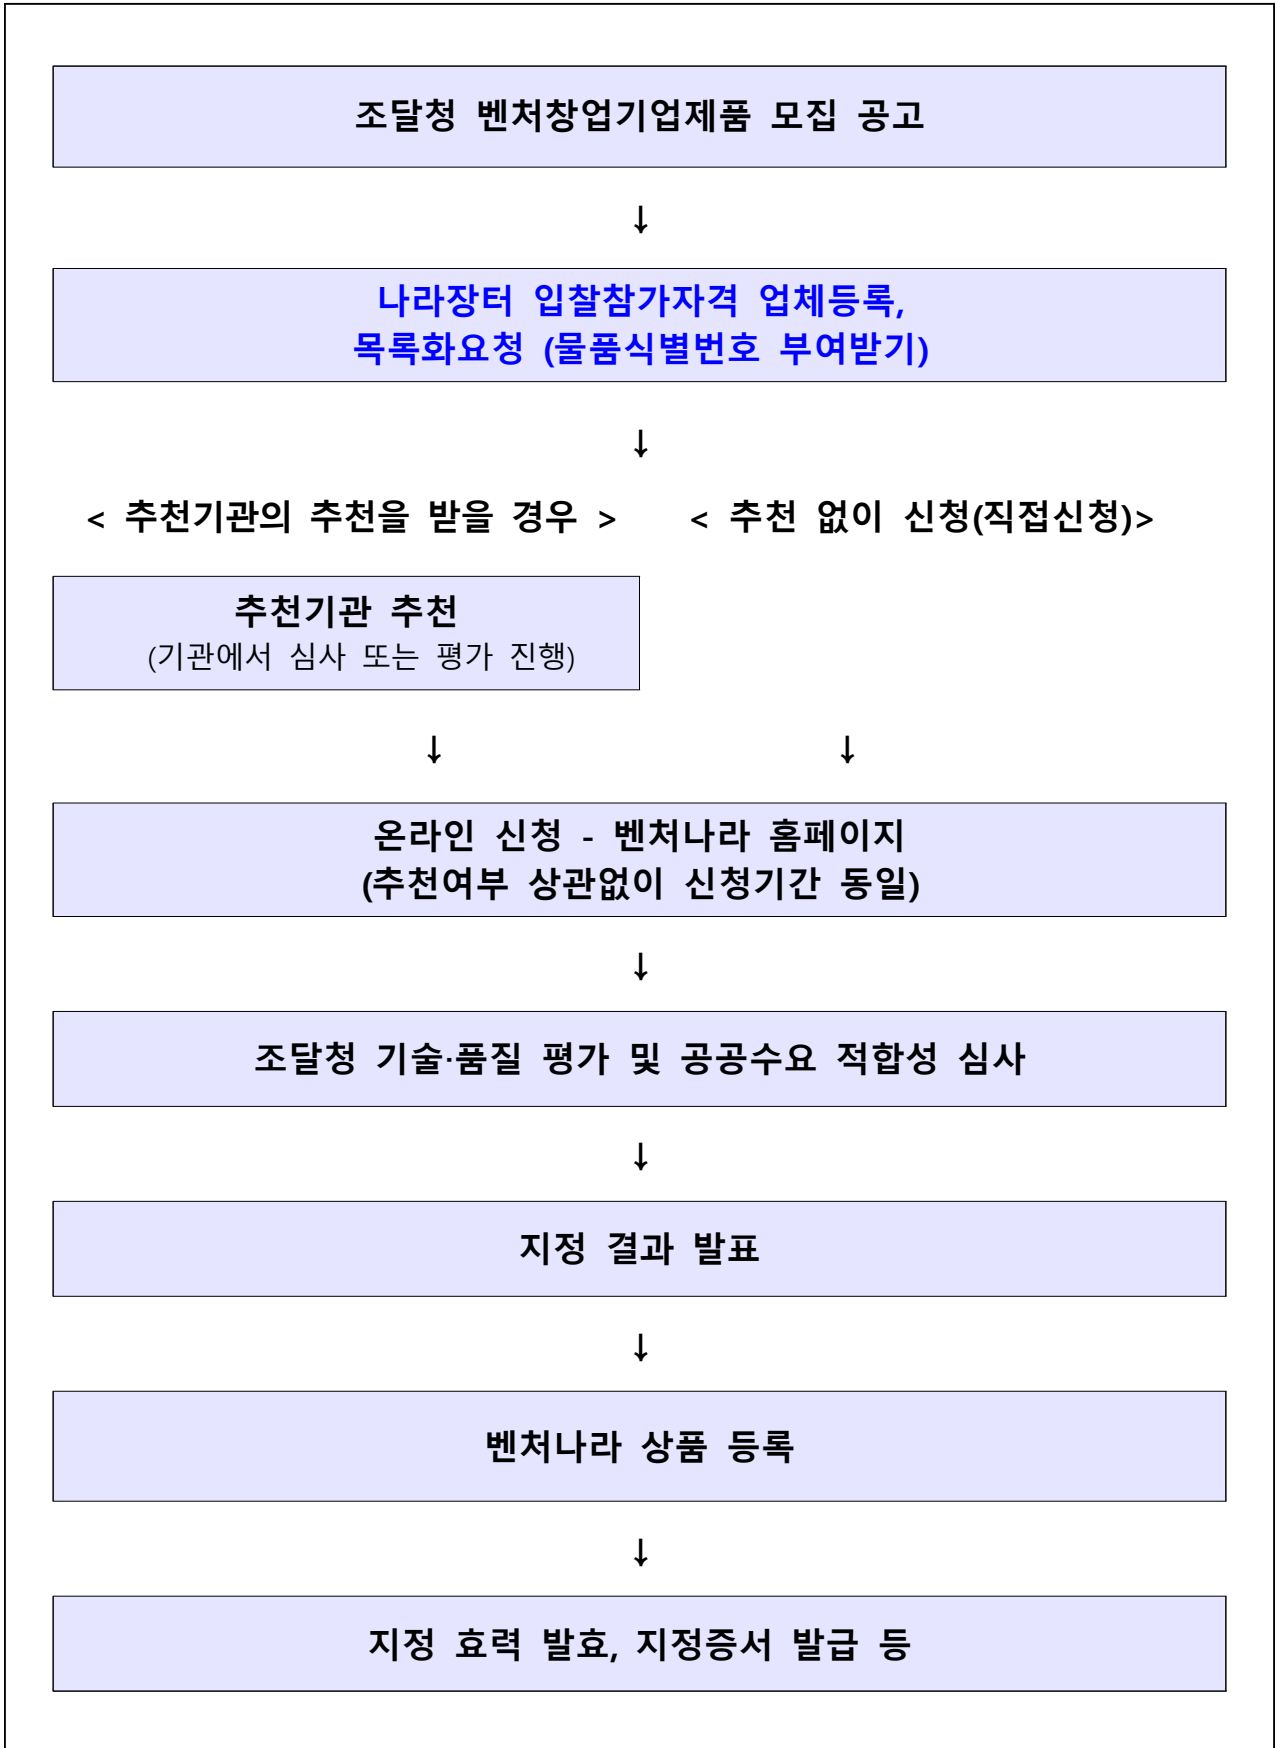 조달청 벤처창업기업제품 모집 공고
↓
나라장터 입찰참가자격 업체등록,
목록화요청 (물품식별번호 부여받기)
↓
< 추천기관의 추천을 받을 경우 > < 추천 없이 신청(직접신청)>
추천기관 추천
(기관에서 심사 또는 평가 진행)
↓ ↓
온라인 신청 - 벤처나라 홈페이지
(추천여부 상관없이 신청기간 동일)
↓
조달청 기술·품질 평가 및 공공수요 적합성 심사
↓
지정 결과 발표
↓
벤처나라 상품 등록
↓
지정 효력 발효, 지정증서 발급 등